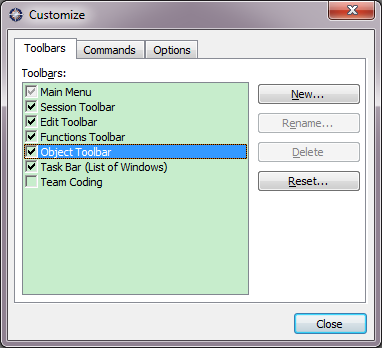 Customize
Toolbars Commands Options
Toolbars:
Main Menu
Session Toolbar
Edit Toolbar
Functions Toolbar
Object Toolbar
Task Bar (List of Windows)
Team Coding
New...
Rename...
Delete
Reset...
Close